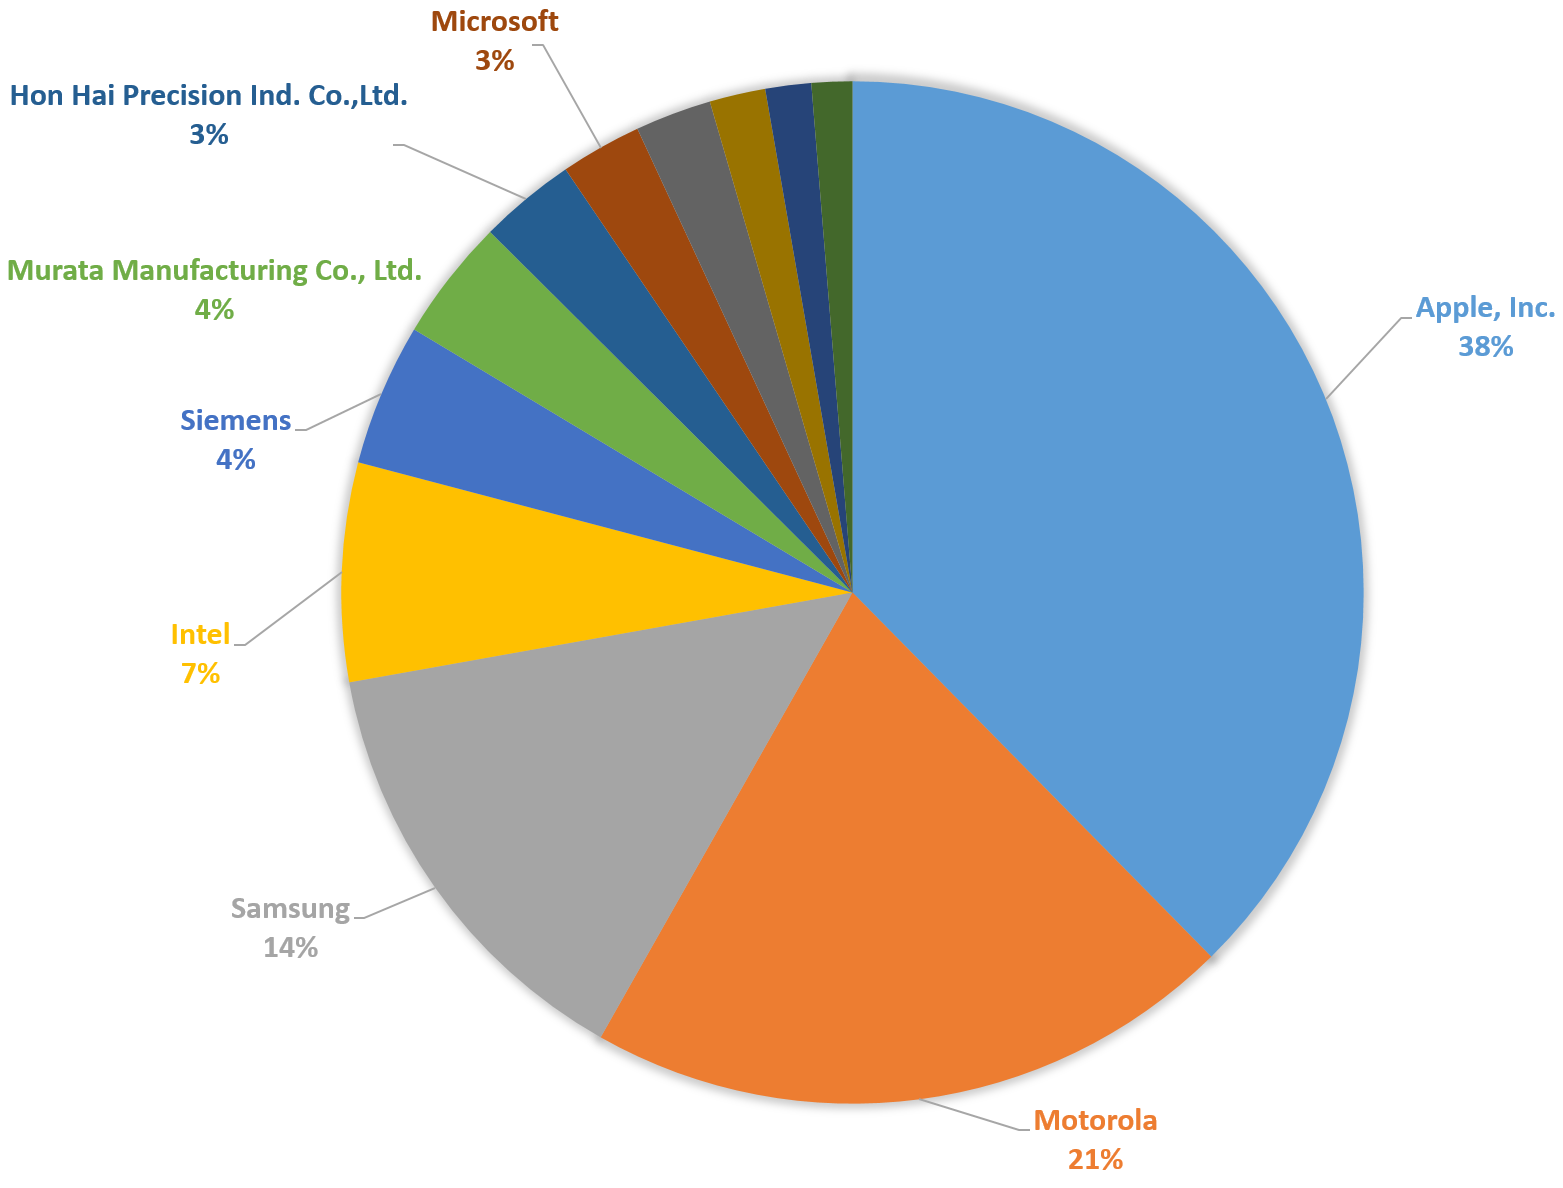 Microsoft
3%
Hon Hai Precision Ind. Co.,Ltd.
3%
Murata Manufacturing Co., Ltd.
4%
Apple, Inc.
38%
Siemens
4%
Intel
7%
Samsung
14%
Motorola
21%